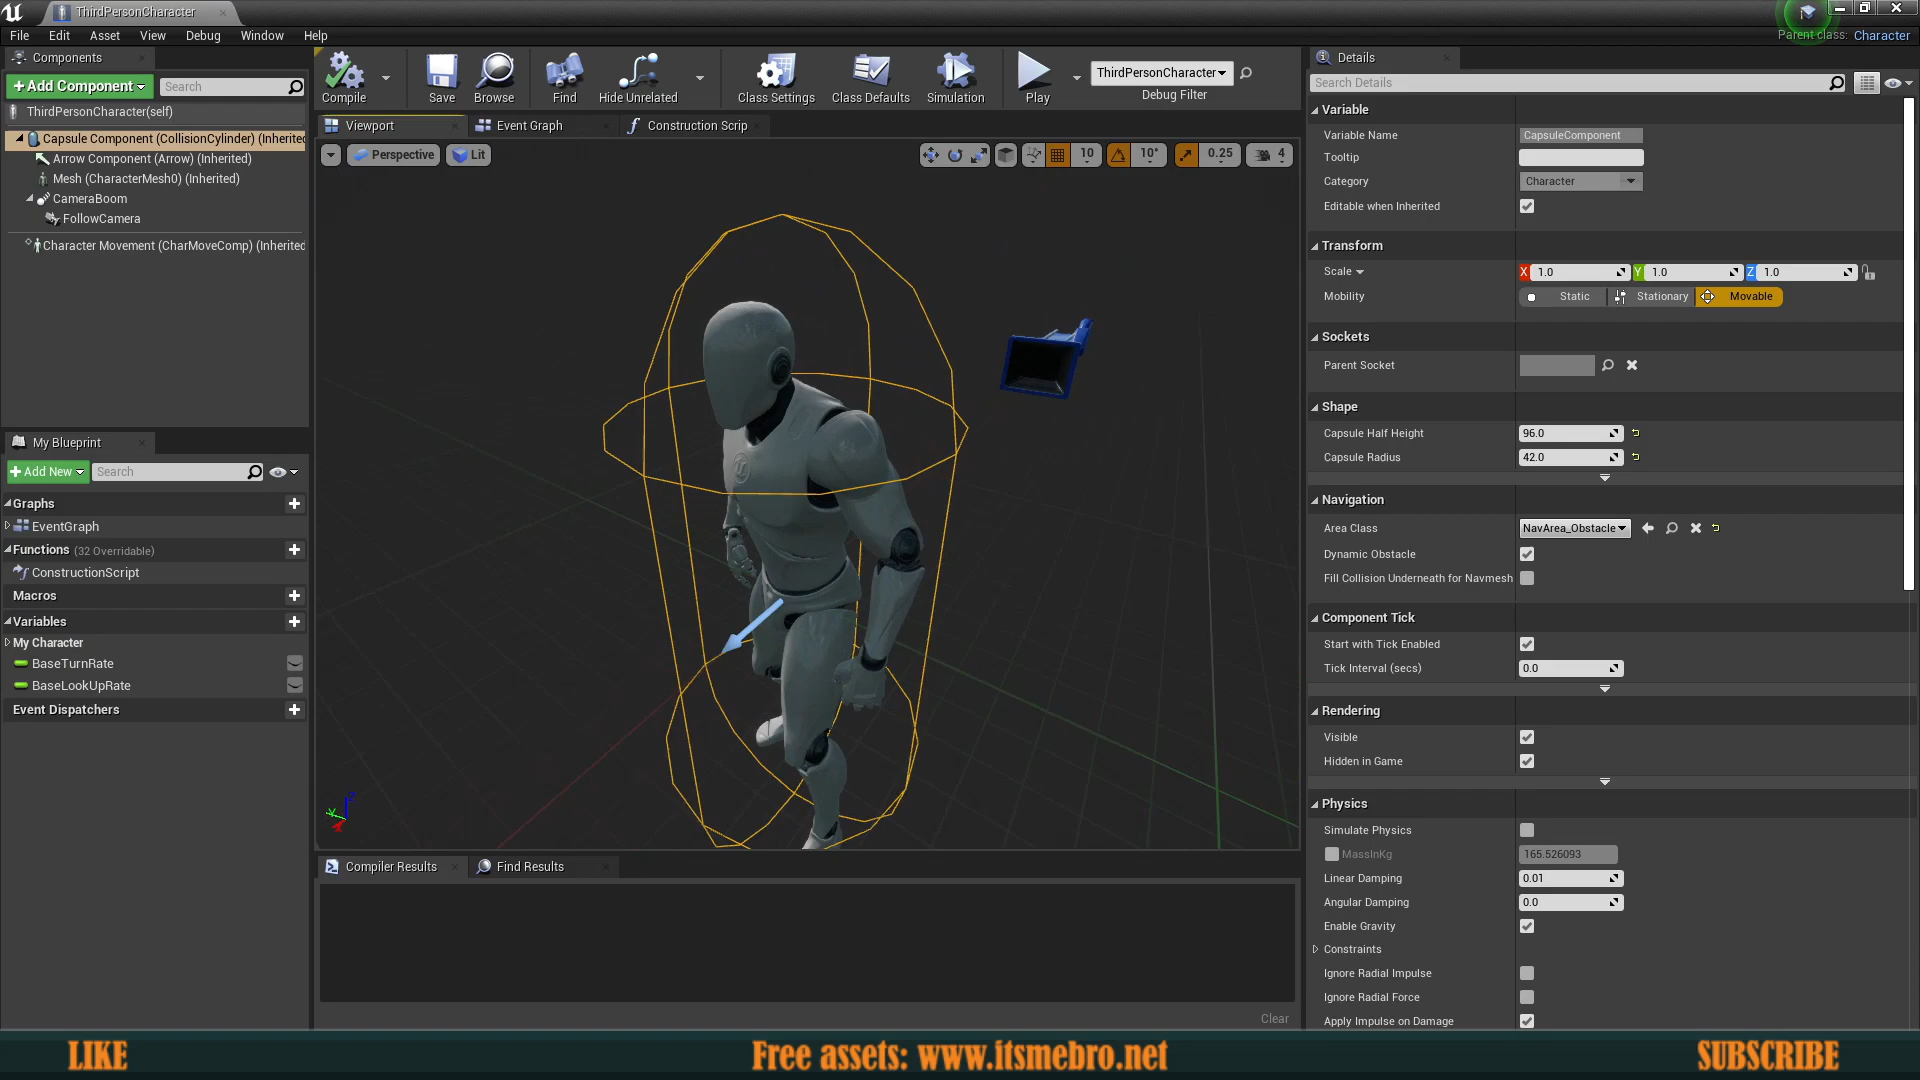 ThirdPersonCharacter
File Edit Asset View Debug Window Help
Parent class: Character
Components
+ Add Component
Search
ThirdPersonCharacter(self)
Capsule Component (CollisionCylinder) (Inherited
Arrow Component (Arrow) (Inherited)
Mesh (CharacterMesh0) (Inherited)
CameraBoom
FollowCamera
Character Movement (CharMoveComp) (Inherited
My Blueprint
+ Add New
Search
Graphs
EventGraph
Functions (32 Overridable)
ConstructionScript
Macros
Variables
My Character
BaseTurnRate
BaseLookUpRate
Event Dispatchers
Compile
Save
Browse
Find
Hide Unrelated
Class Settings
Class Defaults
Simulation
Play
ThirdPersonCharacter
Debug Filter
Viewport
Event Graph
Construction Scrip
Perspective
Lit
10
10°
0.25
4
Compiler Results
Find Results
Clear
Details
Search Details
Variable
Variable Name CapsuleComponent
Tooltip
Category Character
Editable when Inherited
Transform
Scale X 1.0 Y 1.0 Z 1.0
Mobility Static Stationary Movable
Sockets
Parent Socket
Shape
Capsule Half Height 96.0
Capsule Radius 42.0
Navigation
Area Class NavArea_Obstacle
Dynamic Obstacle
Fill Collision Underneath for Navmesh
Component Tick
Start with Tick Enabled
Tick Interval (secs) 0.0
Rendering
Visible
Hidden in Game
Physics
Simulate Physics
MassInKg 165.526093
Linear Damping 0.01
Angular Damping 0.0
Enable Gravity
Constraints
Ignore Radial Impulse
Ignore Radial Force
Apply Impulse on Damage
LIKE
Free assets: www.itsmebro.net
SUBSCRIBE